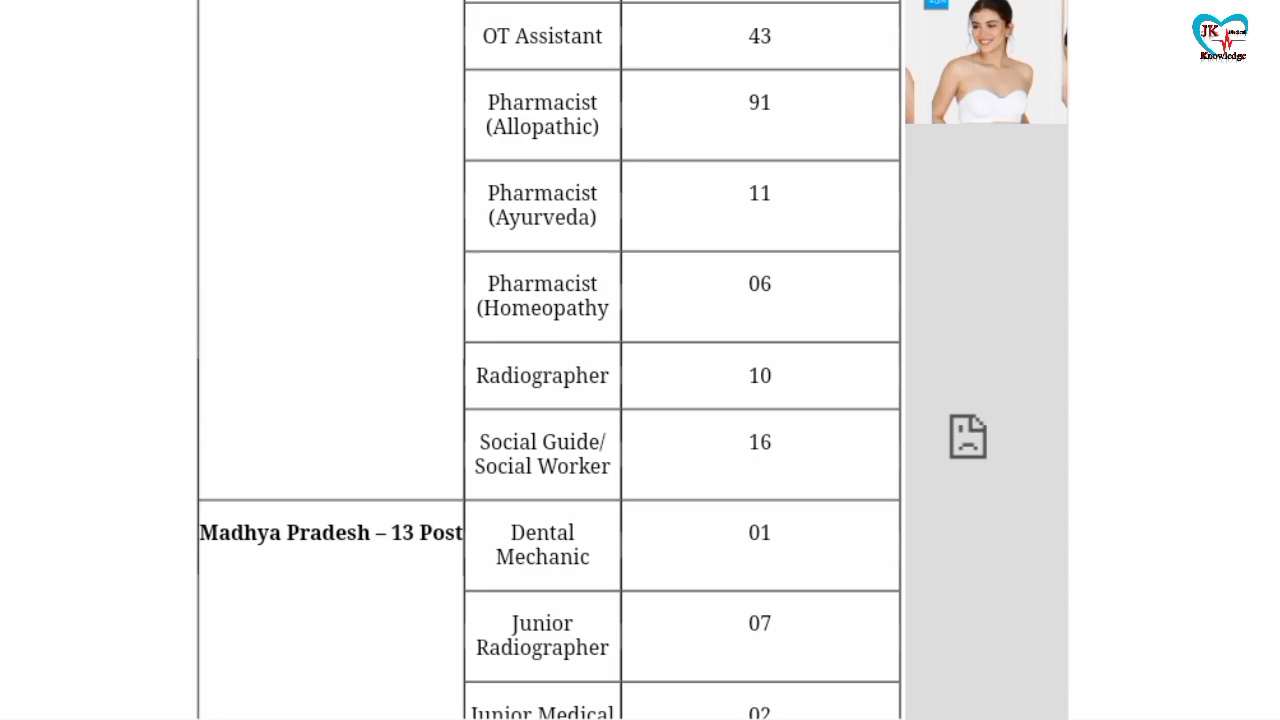 OT Assistant 43
Pharmacist
(Allopathic) 91
Pharmacist
(Ayurveda) 11
Pharmacist
(Homeopathy 06
Radiographer 10
Social Guide/
Social Worker 16
Madhya Pradesh – 13 Post Dental
Mechanic 01
Junior
Radiographer 07
Junior Medical 02
JK
Knowledge